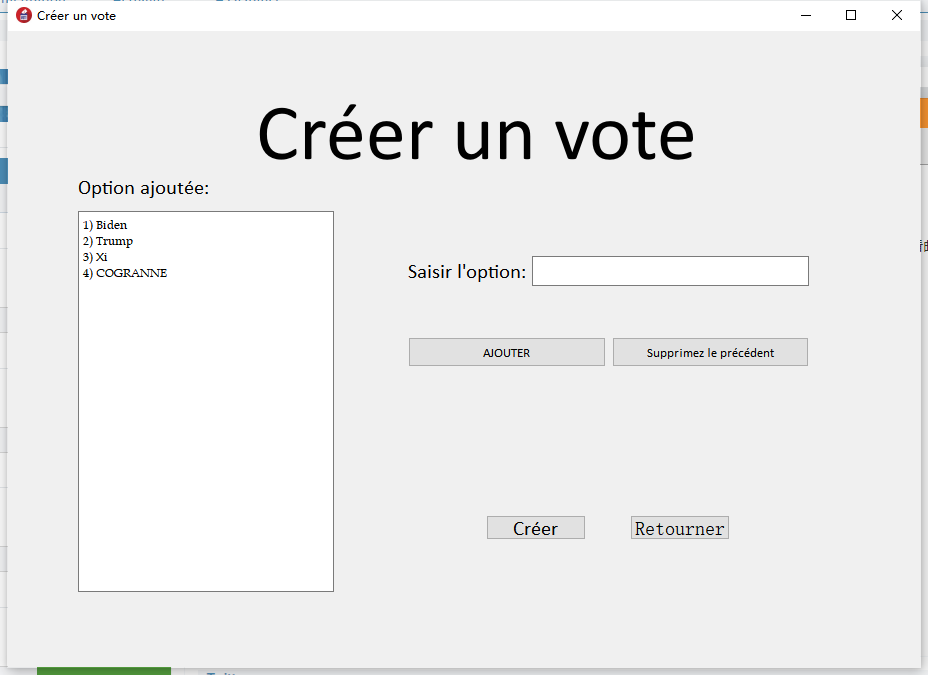 Créer un vote
Créer un vote
Option ajoutée:
1) Biden
2) Trump
3) Xi
4) COGRANNE
Saisir l'option:
AJOUTER
Supprimez le précédent
Créer
Retourner